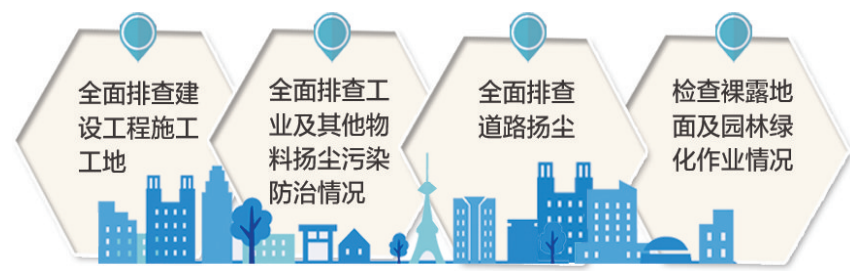 全面排查建
设工程施工
工地
全面排查工
业及其他物
料扬尘污染
防治情况
全面排查
道路扬尘
检查裸露地
面及园林绿
化作业情况